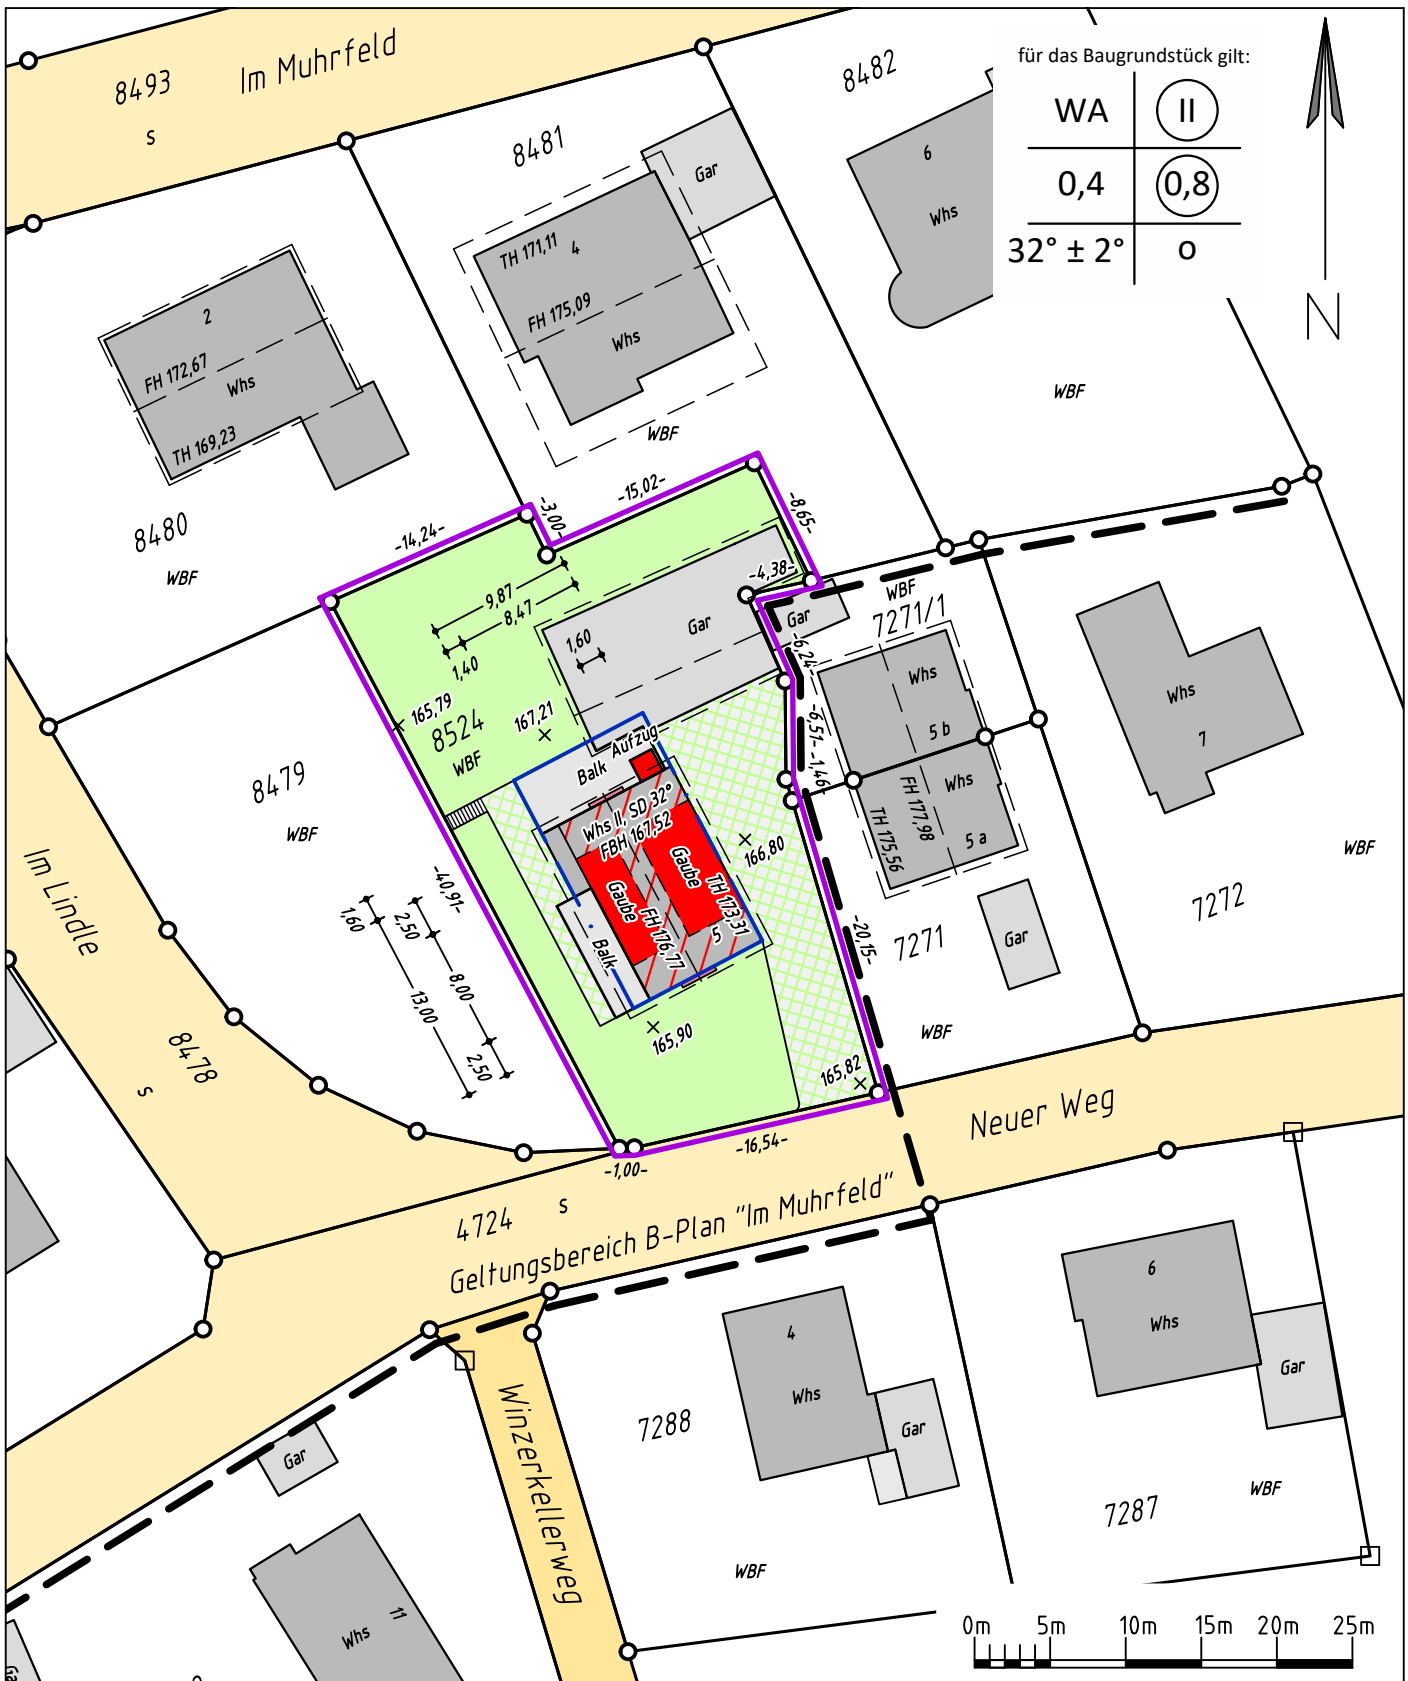 8493
Im Muhrfeld
s
8482
für das Baugrundstück gilt:
WA
II
0,4
0,8
32° ± 2°
o
N
8481
Gar
6
Whs
TH 171,11
4
FH 175,09
Whs
2
FH 172,67
Whs
TH 169,23
WBF
WBF
8480
WBF
-14,24-
-3,00-
-15,02-
-8,65-
-4,38-
9,87
8,47
1,40
1,60
Gar
Gar
WBF
7271/1
-6,24-
165,79
8524
WBF
167,21
-6,51-
-1,46-
Whs
5 b
Whs
5 a
FH 177,98
TH 175,56
Whs
7
8479
WBF
Balk
Aufzug
Whs II, SD 32°
FBH 167,52
Gaube
Gaube
TH 173,31
FH 176,77
5
Balk
166,80
WBF
Im Lindle
-40,91-
1,60
2,50
8,00
13,00
2,50
-20,15-
7271
Gar
7272
WBF
165,90
165,82
8478
s
Neuer Weg
-16,54-
-1,00-
4724
s
Geltungsbereich B-Plan "Im Muhrfeld"
4
Whs
Gar
6
Whs
Gar
7288
WBF
7287
WBF
Winzerkellerweg
Gar
11
Whs
0m
5m
10m
15m
20m
25m